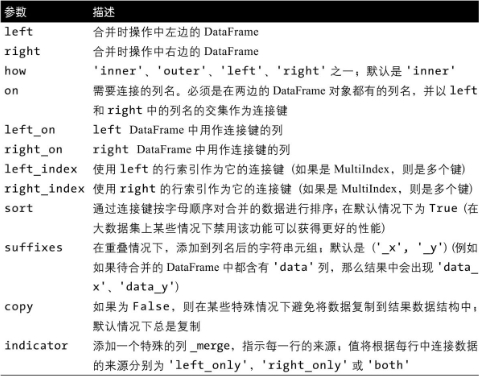 参数 描述
left 合并时操作中左边的 DataFrame
right 合并时操作中右边的 DataFrame
how 'inner'、'outer'、'left'、'right' 之一；默认是 'inner'
on 需要连接的列名。必须是在两边的 DataFrame 对象都有的列名，并以 left
和 right 中的列名的交集作为连接键
left_on left DataFrame 中用作连接键的列
right_on right DataFrame 中用作连接键的列
left_index 使用 left 的行索引作为它的连接键（如果是 MultiIndex，则是多个键）
right_index 使用 right 的行索引作为它的连接键（如果是 MultiIndex，则是多个键）
sort 通过连接键按字母顺序对合并的数据进行排序；在默认情况下为 True（在
大数据集上某些情况下禁用该功能可以获得更好的性能）
suffixes 在重叠情况下，添加到列名后的字符串元组；默认是（'_x'，'_y'）（例如
如果待合并的 DataFrame 中都含有 'data' 列，那么结果中会出现 'data_
x'、'data_y'）
copy 如果为 False，则在某些特殊情况下避免将数据复制到结果数据结构中；
默认情况下总是复制
indicator 添加一个特殊的列 _merge，指示每一行的来源；值将根据每行中连接数据
的来源分别为 'left_only'，'right_only' 或 'both'